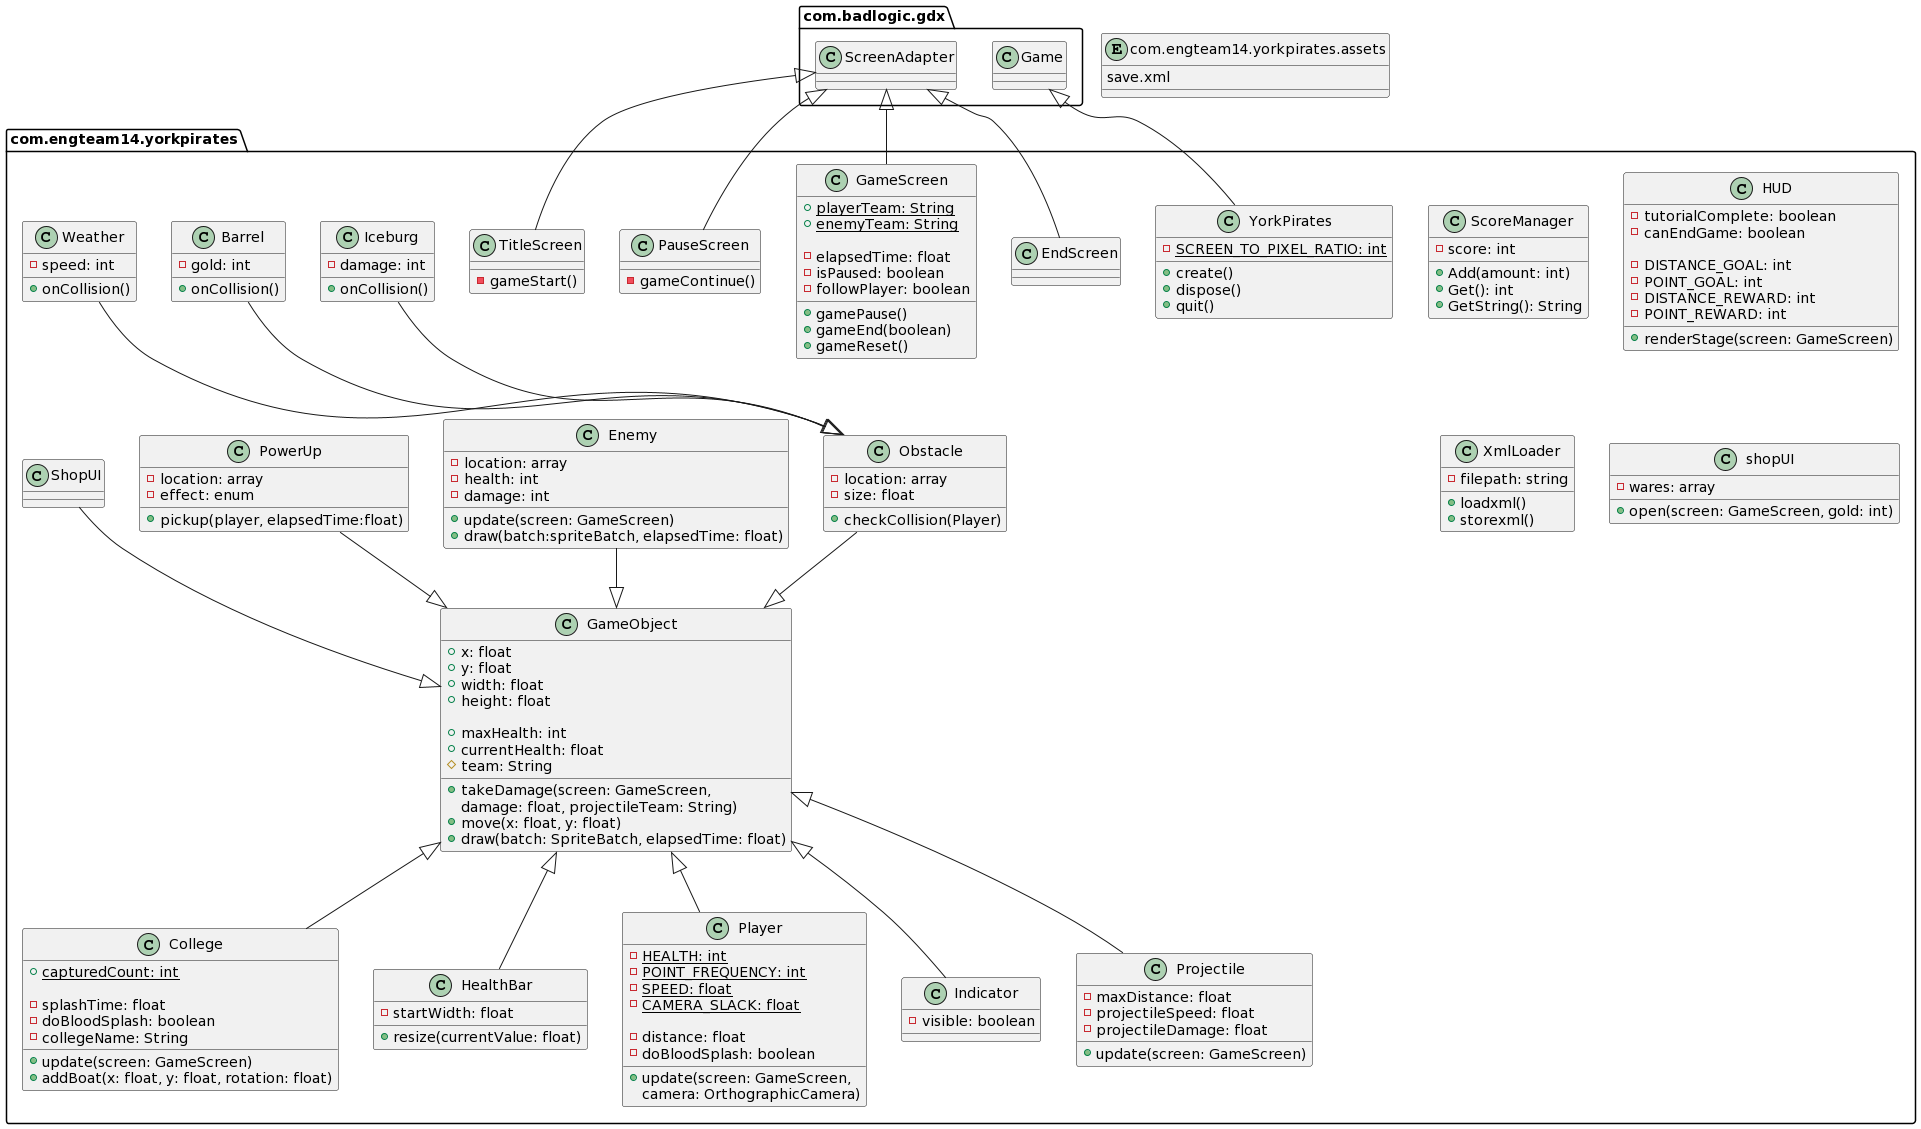 com.badlogic.gdx
C ScreenAdapter
C Game
E com.engteam14.yorkpirates.assets
save.xml
com.engteam14.yorkpirates
C Weather
speed: int
onCollision()
C Barrel
gold: int
onCollision()
C Iceburg
damage: int
onCollision()
C TitleScreen
gameStart()
C PauseScreen
gameContinue()
C GameScreen
playerTeam: String
enemyTeam: String
elapsedTime: float
isPaused: boolean
followPlayer: boolean
gamePause()
gameEnd(boolean)
gameReset()
C EndScreen
C YorkPirates
SCREEN_TO_PIXEL_RATIO: int
create()
dispose()
quit()
C ScoreManager
score: int
Add(amount: int)
Get(): int
GetString(): String
C HUD
tutorialComplete: boolean
canEndGame: boolean
DISTANCE_GOAL: int
POINT_GOAL: int
DISTANCE_REWARD: int
POINT_REWARD: int
renderStage(screen: GameScreen)
C ShopUI
C PowerUp
location: array
effect: enum
pickup(player, elapsedTime:float)
C Enemy
location: array
health: int
damage: int
update(screen: GameScreen)
draw(batch:spriteBatch, elapsedTime: float)
C Obstacle
location: array
size: float
checkCollision(Player)
C XmlLoader
filepath: string
loadxml()
storexml()
C shopUI
wares: array
open(screen: GameScreen, gold: int)
C GameObject
x: float
y: float
width: float
height: float
maxHealth: int
currentHealth: float
team: String
takeDamage(screen: GameScreen,
damage: float, projectileTeam: String)
move(x: float, y: float)
draw(batch: SpriteBatch, elapsedTime: float)
C College
capturedCount: int
splashTime: float
doBloodSplash: boolean
collegeName: String
update(screen: GameScreen)
addBoat(x: float, y: float, rotation: float)
C HealthBar
startWidth: float
resize(currentValue: float)
C Player
HEALTH: int
POINT_FREQUENCY: int
SPEED: float
CAMERA_SLACK: float
distance: float
doBloodSplash: boolean
update(screen: GameScreen,
camera: OrthographicCamera)
C Indicator
visible: boolean
C Projectile
maxDistance: float
projectileSpeed: float
projectileDamage: float
update(screen: GameScreen)